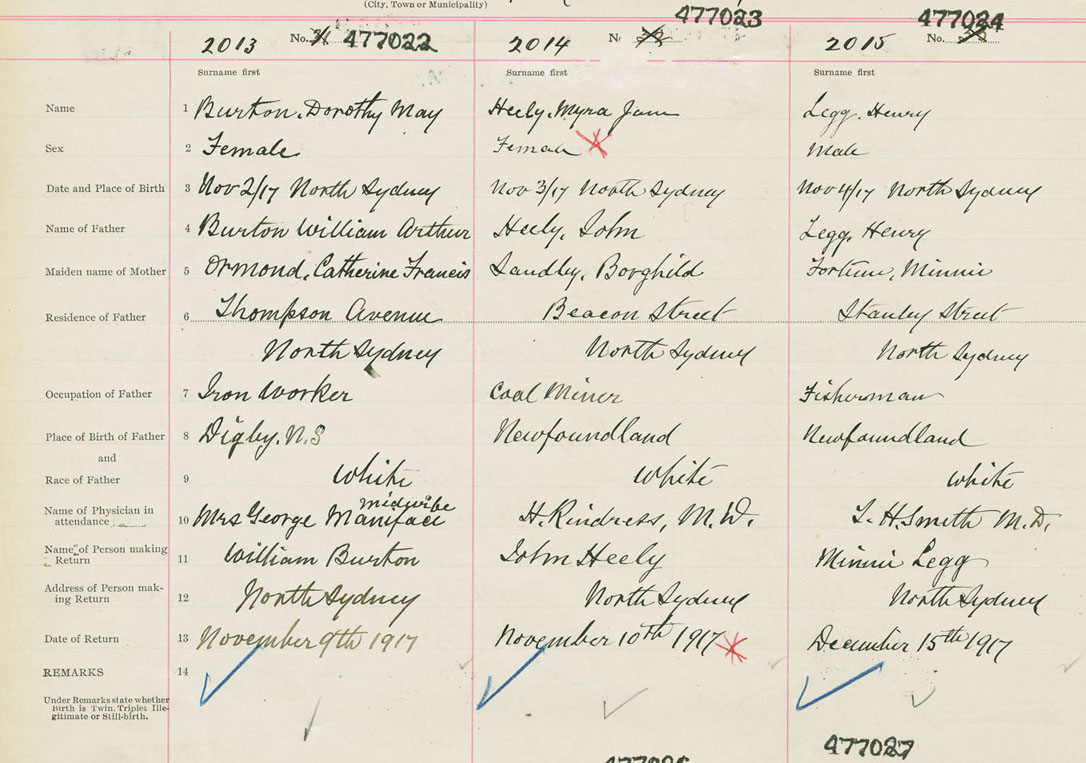 (City, Town or Municipality)
477023 477024
2013 No. 477022 2014 No 2015 No.
Surname first Surname first Surname first
Name 1 Burton, Dorothy May Heely, Myra Jane Legg, Henry
Sex 2 Female Female Male
Date and Place of Birth 3 Nov 2/17 North Sydney Nov 3/17 North Sydney Nov 4/17 North Sydney
Name of Father 4 Burton William Arthur Heely, John Legg, Henry
Maiden name of Mother 5 Ormond, Catherine Francis Borghild Fortune, Minnie
Residence of Father 6 Thompson Avenue Beacon Street Stanley Street
North Sydney North Sydney North Sydney
Occupation of Father 7 Iron Worker Coal Miner Fisherman
Place of Birth of Father 8 Digby, N.S Newfoundland Newfoundland
and
Race of Father 9 White White White
midwife
Name of Physician in
attendance 10 Mrs George Maniface H. Rindress, M.D. L. H. Smith M.D.
Name of Person making
Return 11 William Burton John Heely Minnie Legg
Address of Person mak-
ing Return 12 North Sydney North Sydney North Sydney
Date of Return 13 November 9th 1917 November 10th 1917 December 15th 1917
REMARKS 14
Under Remarks state whether
Birth is Twin, Triplet Ille-
gitimate or Still-birth.
477027